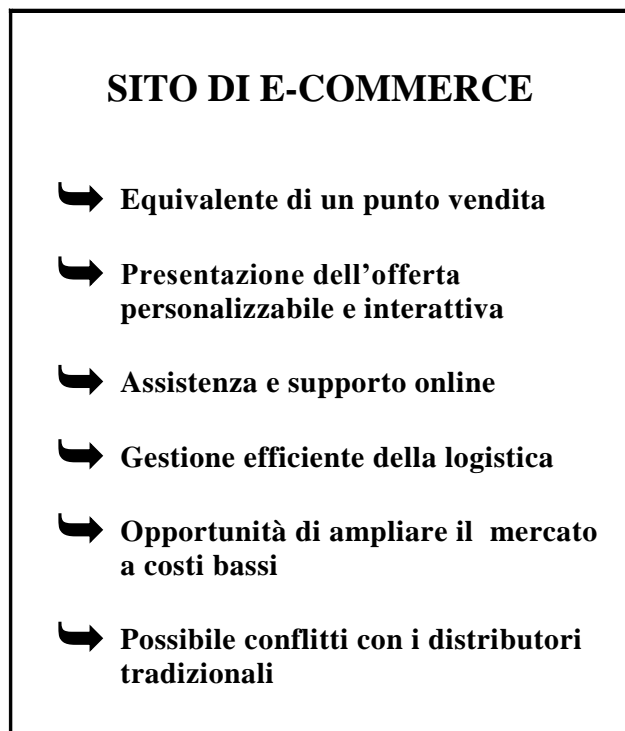 SITO DI E-COMMERCE
Equivalente di un punto vendita
Presentazione dell’offerta
personalizzabile e interattiva
Assistenza e supporto online
Gestione efficiente della logistica
Opportunità di ampliare il mercato
a costi bassi
Possibile conflitti con i distributori
tradizionali